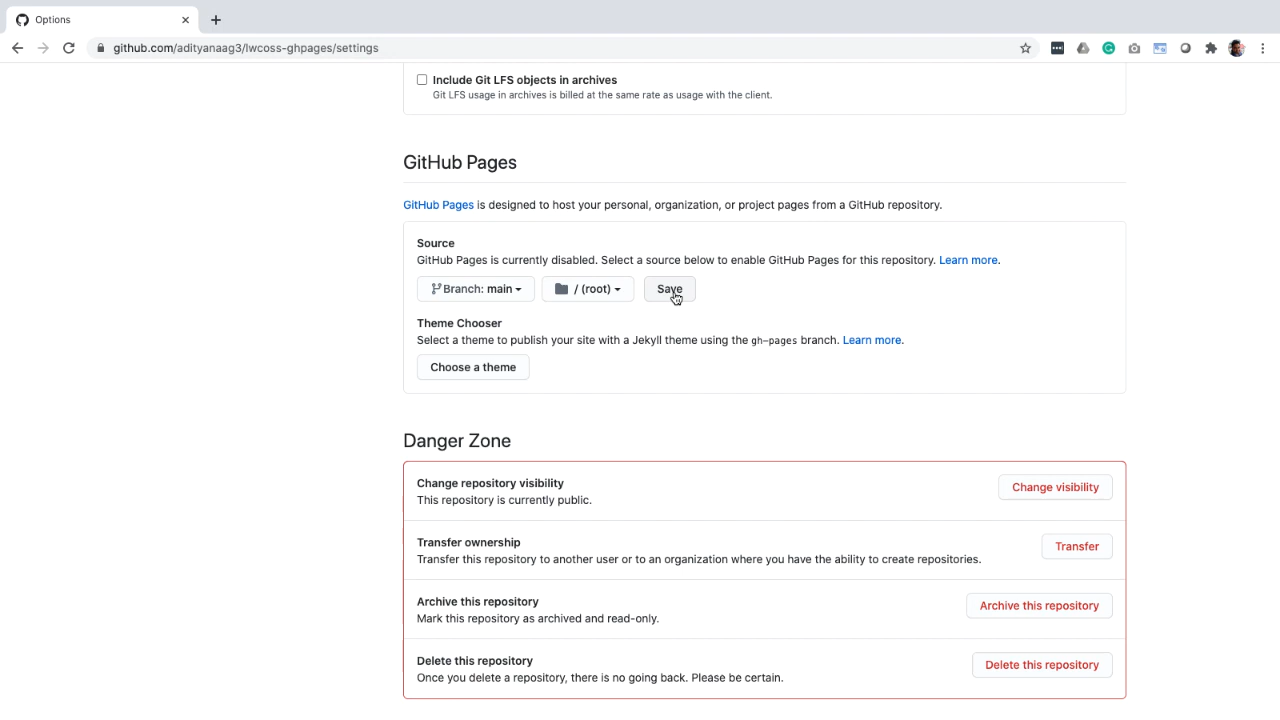 Options
github.com/adityanaag3/lwcoss-ghpages/settings
Include Git LFS objects in archives
Git LFS usage in archives is billed at the same rate as usage with the client.
GitHub Pages
GitHub Pages is designed to host your personal, organization, or project pages from a GitHub repository.
Source
GitHub Pages is currently disabled. Select a source below to enable GitHub Pages for this repository. Learn more.
Branch: main / (root) Save
Theme Chooser
Select a theme to publish your site with a Jekyll theme using the gh-pages branch. Learn more.
Choose a theme
Danger Zone
Change repository visibility
This repository is currently public.
Change visibility
Transfer ownership
Transfer this repository to another user or to an organization where you have the ability to create repositories.
Transfer
Archive this repository
Mark this repository as archived and read-only.
Archive this repository
Delete this repository
Once you delete a repository, there is no going back. Please be certain.
Delete this repository